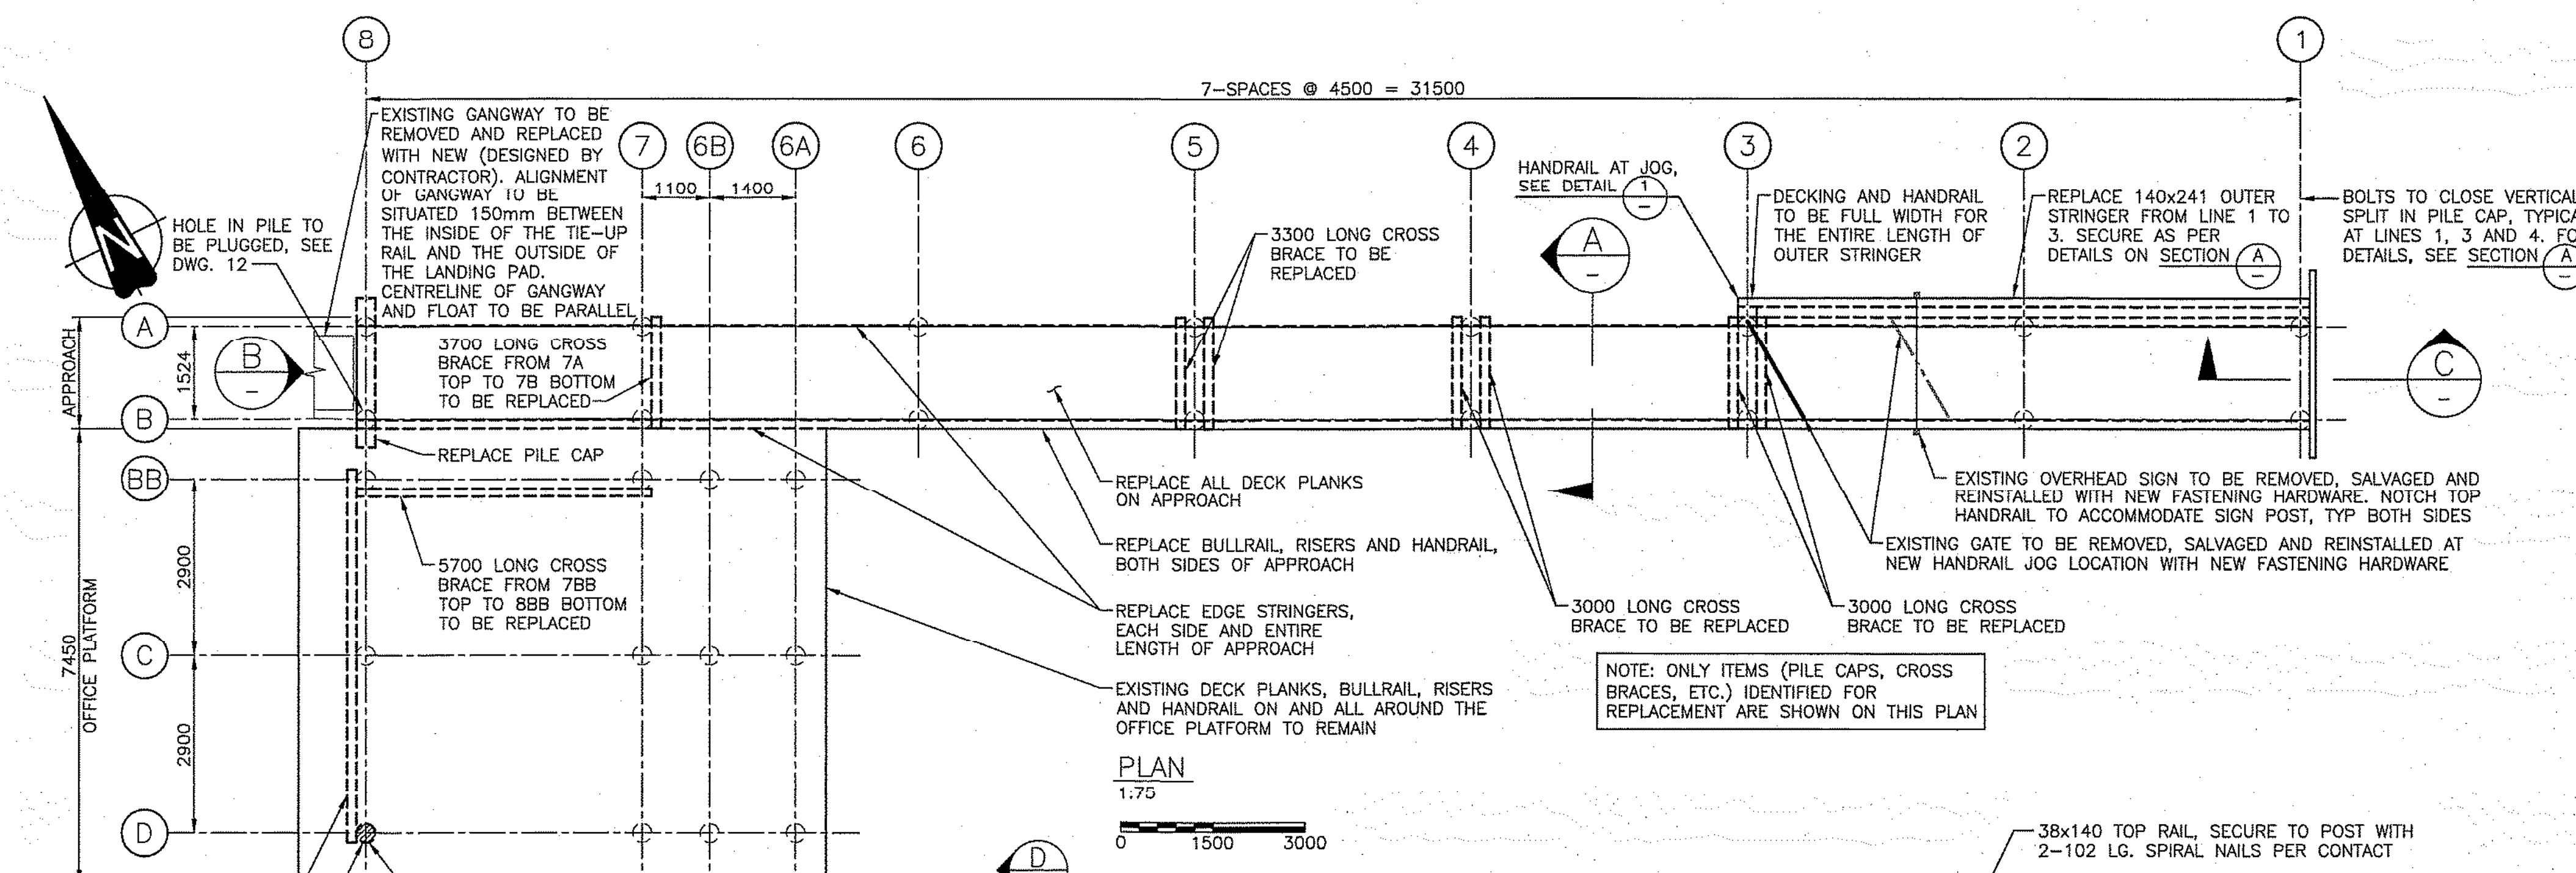 8
1
7-SPACES @ 4500 = 31500
EXISTING GANGWAY TO BE
REMOVED AND REPLACED
WITH NEW (DESIGNED BY
CONTRACTOR). ALIGNMENT
OF GANGWAY TO BE
SITUATED 150mm BETWEEN
THE INSIDE OF THE TIE-UP
RAIL AND THE OUTSIDE OF
THE LANDING PAD.
CENTRELINE OF GANGWAY
AND FLOAT TO BE PARALLEL
7
6B
6A
6
5
4
3
2
1100
1400
N
HOLE IN PILE TO
BE PLUGGED, SEE
DWG. 12
HANDRAIL AT JOG,
SEE DETAIL 1
–
DECKING AND HANDRAIL
TO BE FULL WIDTH FOR
THE ENTIRE LENGTH OF
OUTER STRINGER
REPLACE 140x241 OUTER
STRINGER FROM LINE 1 TO
3. SECURE AS PER
DETAILS ON SECTION A
–
BOLTS TO CLOSE VERTICAL
SPLIT IN PILE CAP, TYPICA
AT LINES 1, 3 AND 4. FO
DETAILS, SEE SECTION A
–
3300 LONG CROSS
BRACE TO BE
REPLACED
A
–
A
B
–
APPROACH
1524
3700 LONG CROSS
BRACE FROM 7A
TOP TO 7B BOTTOM
TO BE REPLACED
C
–
B
REPLACE PILE CAP
BB
5700 LONG CROSS
BRACE FROM 7BB
TOP TO 8BB BOTTOM
TO BE REPLACED
REPLACE ALL DECK PLANKS
ON APPROACH
REPLACE BULLRAIL, RISERS AND HANDRAIL,
BOTH SIDES OF APPROACH
REPLACE EDGE STRINGERS,
EACH SIDE AND ENTIRE
LENGTH OF APPROACH
EXISTING DECK PLANKS, BULLRAIL, RISERS
AND HANDRAIL ON AND ALL AROUND THE
OFFICE PLATFORM TO REMAIN
EXISTING OVERHEAD SIGN TO BE REMOVED, SALVAGED AND
REINSTALLED WITH NEW FASTENING HARDWARE. NOTCH TOP
HANDRAIL TO ACCOMMODATE SIGN POST, TYP BOTH SIDES
EXISTING GATE TO BE REMOVED, SALVAGED AND REINSTALLED AT
NEW HANDRAIL JOG LOCATION WITH NEW FASTENING HARDWARE
3000 LONG CROSS
BRACE TO BE REPLACED
3000 LONG CROSS
BRACE TO BE REPLACED
NOTE: ONLY ITEMS (PILE CAPS, CROSS
BRACES, ETC.) IDENTIFIED FOR
REPLACEMENT ARE SHOWN ON THIS PLAN
7450
OFFICE PLATFORM
2900
C
2900
D
PLAN
1:75
0 1500 3000
D
38x140 TOP RAIL, SECURE TO POST WITH
2-102 LG. SPIRAL NAILS PER CONTACT